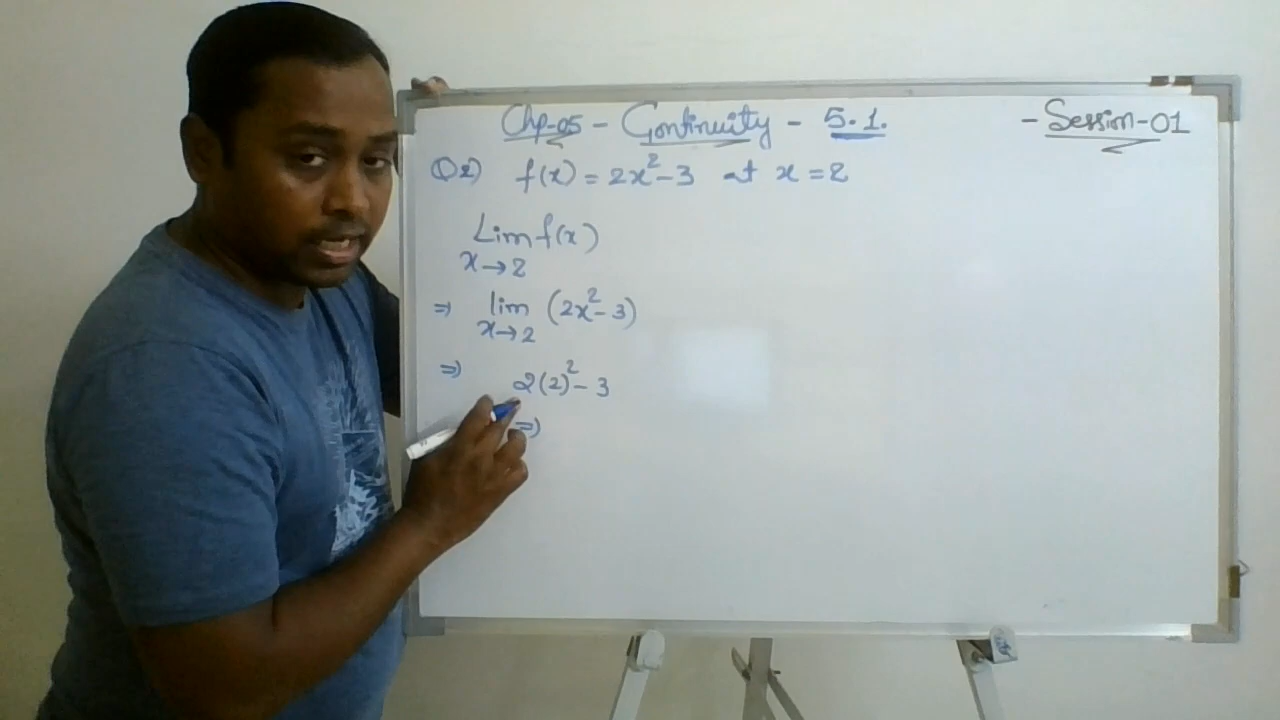 Chp-05 - Continuity - 5.1. - Session-01
Q2) f(x) = 2x² - 3 at x = 2
Lim f(x)
x→2
⇒ lim (2x² - 3)
x→2
⇒ 2(2)² - 3
⇒